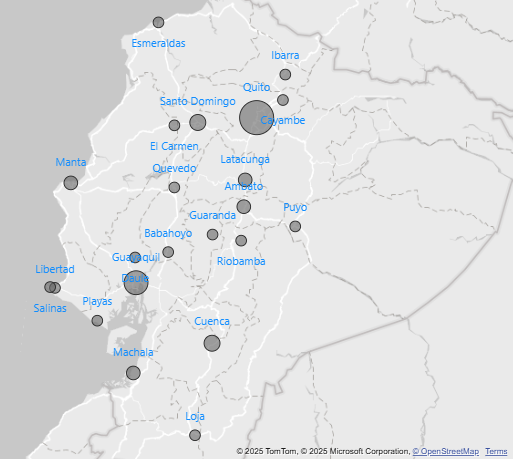 Esmeraldas
Ibarra
Quito
Santo Domingo
Cayambe
El Carmen
Latacunga
Manta
Quevedo
Ambato
Guaranda
Puyo
Babahoyo
Guayaquil
Riobamba
Libertad
Daule
Playas
Salinas
Cuenca
Machala
Loja
© 2025 TomTom, © 2025 Microsoft Corporation, © OpenStreetMap Terms